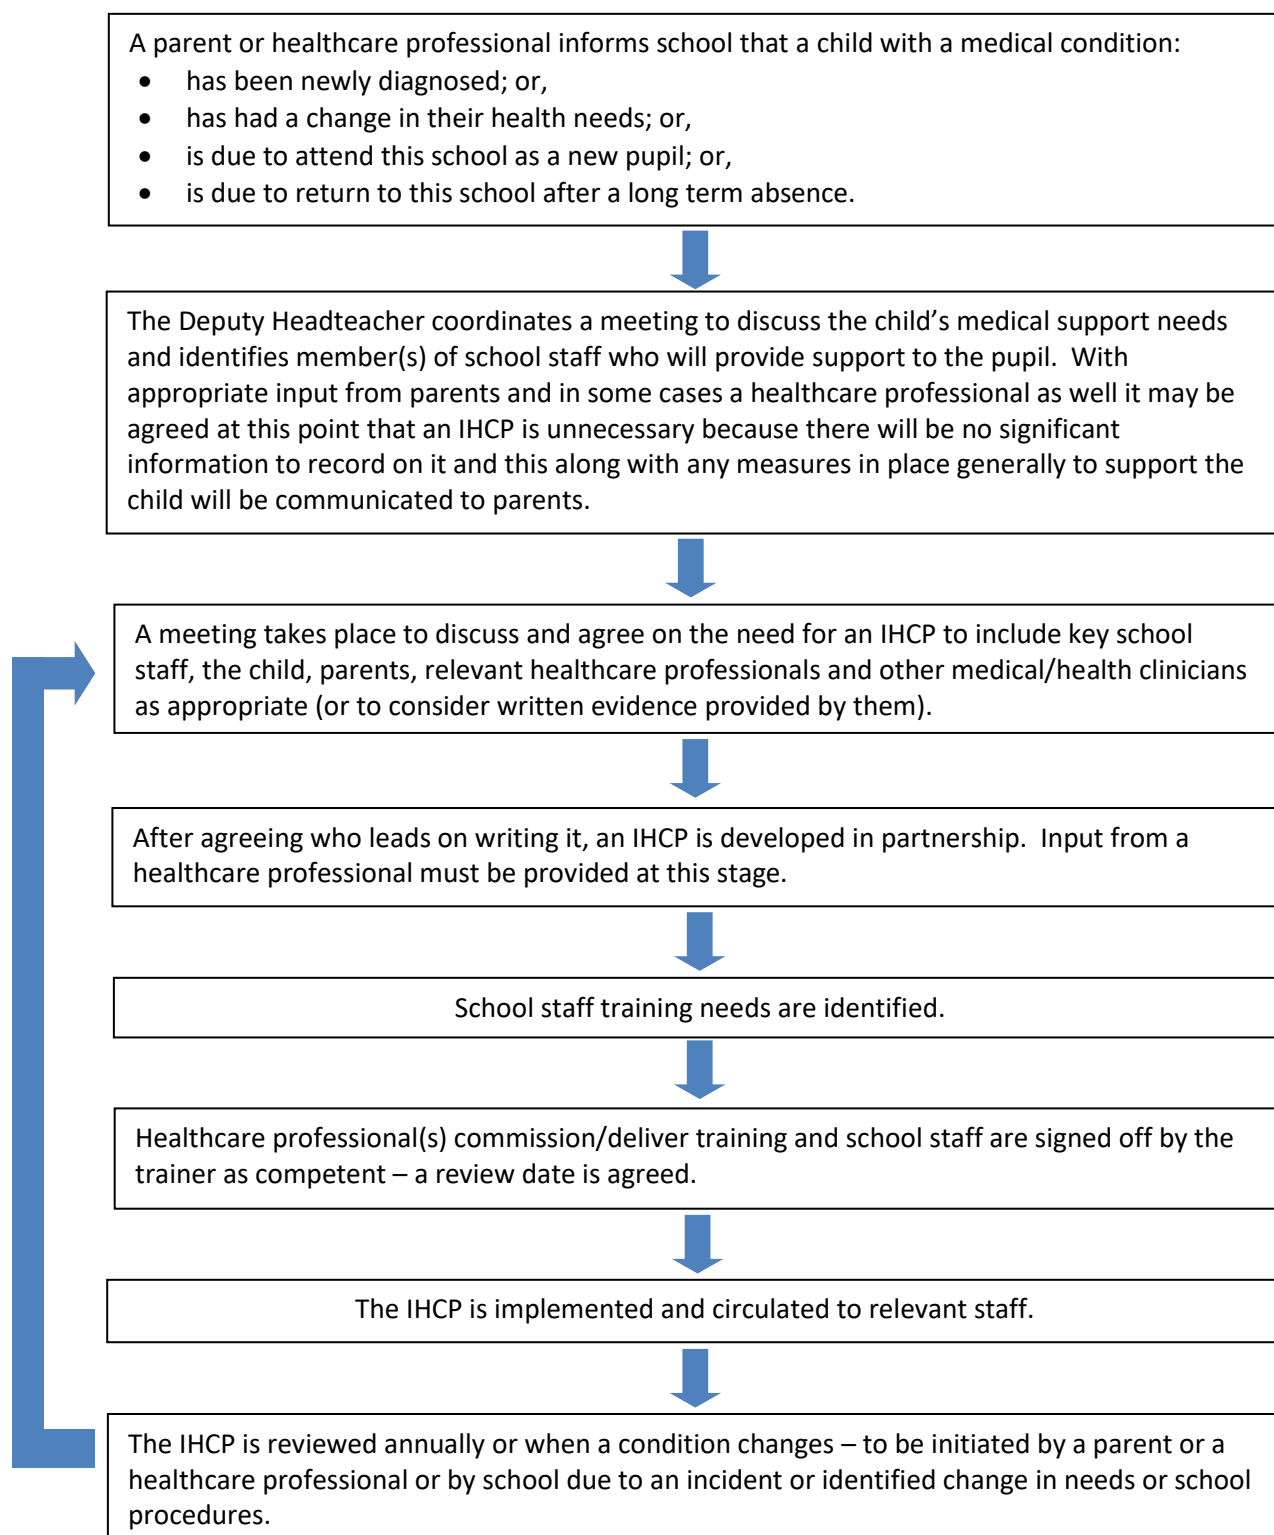 A parent or healthcare professional informs school that a child with a medical condition:
• has been newly diagnosed; or,
• has had a change in their health needs; or,
• is due to attend this school as a new pupil; or,
• is due to return to this school after a long term absence.
The Deputy Headteacher coordinates a meeting to discuss the child’s medical support needs
and identifies member(s) of school staff who will provide support to the pupil.  With
appropriate input from parents and in some cases a healthcare professional as well it may be
agreed at this point that an IHCP is unnecessary because there will be no significant
information to record on it and this along with any measures in place generally to support the
child will be communicated to parents.
A meeting takes place to discuss and agree on the need for an IHCP to include key school
staff, the child, parents, relevant healthcare professionals and other medical/health clinicians
as appropriate (or to consider written evidence provided by them).
After agreeing who leads on writing it, an IHCP is developed in partnership.  Input from a
healthcare professional must be provided at this stage.
School staff training needs are identified.
Healthcare professional(s) commission/deliver training and school staff are signed off by the
trainer as competent – a review date is agreed.
The IHCP is implemented and circulated to relevant staff.
The IHCP is reviewed annually or when a condition changes – to be initiated by a parent or a
healthcare professional or by school due to an incident or identified change in needs or school
procedures.